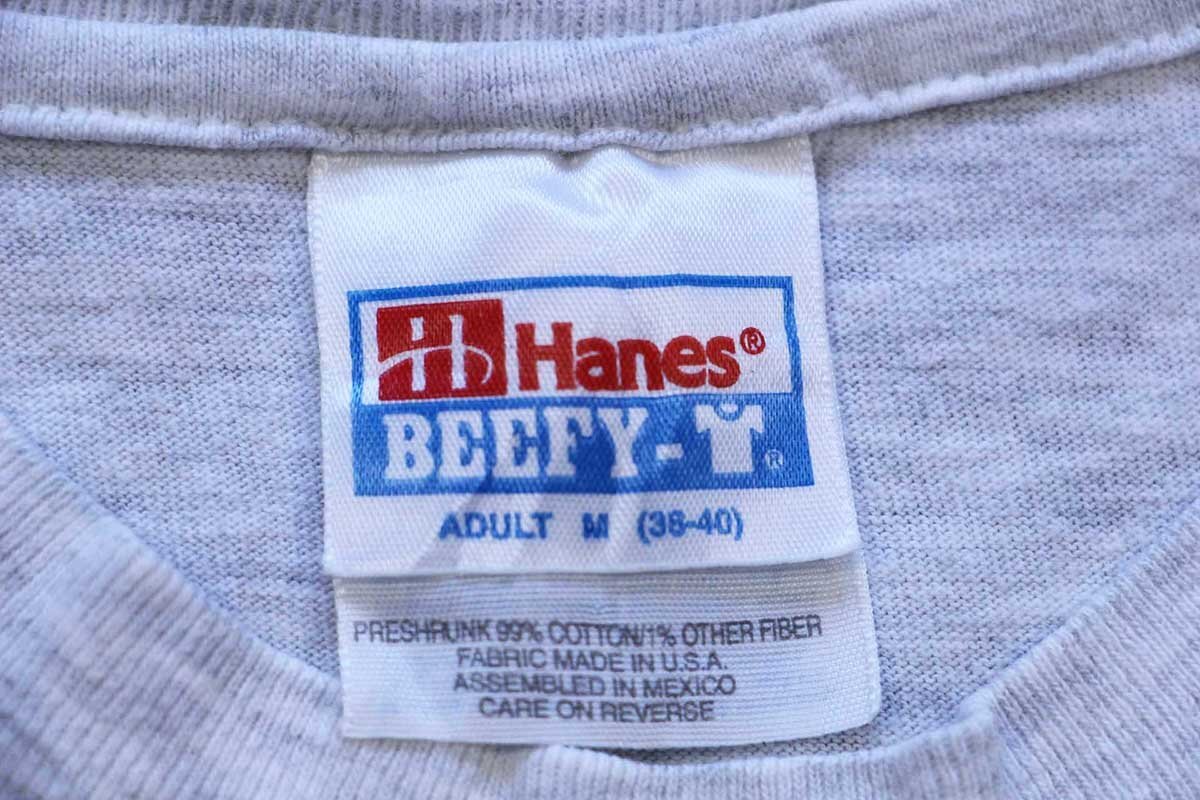 H Hanes®
BEEFY-T®
ADULT M (38-40)
PRESHRUNK 99% COTTON/1% OTHER FIBER
FABRIC MADE IN U.S.A.
ASSEMBLED IN MEXICO
CARE ON REVERSE